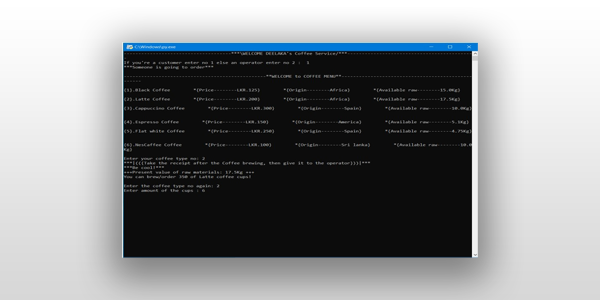 C:\Windows\py.exe
***\WELCOME DEELAKA's Coffee Service/***
If you're a customer enter no 1 else an operator enter no 2 : 1
***Someone is going to order***
**WELCOME to COFFEE MENU**
(1).Black Coffee *(Price-------LKR.125) *(Origin-------Africa) *(Available raw-------15.0Kg)
(2).Latte Coffee *(Price-------LKR.200) *(Origin-------Africa) *(Available raw-------17.5Kg)
(3).Cappuccino Coffee *(Price-------LKR.300) *(Origin-------Spain) *(Available raw-------10.0Kg)
(4).Espresso Coffee *(Price-------LKR.150) *(Origin-------America) *(Available raw-------5.1Kg)
(5).Flat white Coffee *(Price-------LKR.250) *(Origin-------Spain) *(Available raw-------4.75Kg)
(6).NesCoffee Coffee *(Price-------LKR.100) *(Origin-------Sri lanka) *(Available raw-------10.0
Kg)
Enter your coffee type no: 2
***[(((Take the receipt after the Coffee brewing, then give it to the operator)))]***
***Be cool!***
+++Present value of raw materials: 17.5Kg +++
You can brew/order 350 of Latte coffee cups!
Enter the coffee type no again: 2
Enter amount of the cups : 6